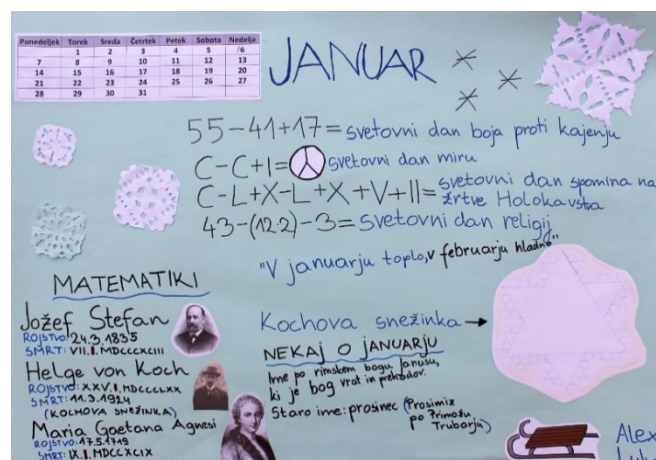 Ponedeljek Torek Sreda Četrtek Petek Sobota Nedelja
1 2 3 4 5 6
7 8 9 10 11 12 13
14 15 16 17 18 19 20
21 22 23 24 25 26 27
28 29 30 31
JANUAR
55-41+17=svetovni dan boja proti kajenju
C-C+I= svetovni dan miru
C-L+X-L+X+V+II= svetovni dan spomina na
žrtve Holokavsta
43-(12·2)-3=svetovni dan religij
"V januarju toplo, v februarju hladno"
MATEMATIKI
Jožef Stefan
ROJSTVO: 24.3.1835
SMRT: VII.I.MDCCCXCIII
Helge von Koch
ROJSTVO: XXV.I.MDCCCLXX
SMRT: 11.3.1924
(KOCHOVA SNEŽINKA)
Maria Gaetana Agnesi
ROJSTVO: 17.5.1719
SMRT: IX.I.MDCCXCIX
Kochova snežinka →
NEKAJ O JANUARJU
Ime po rimskem bogu Janusu,
ki je bog vrat in prehodov.
Staro ime: prosinec (Prosimiz
po Primožu
Trubarju)
Alex